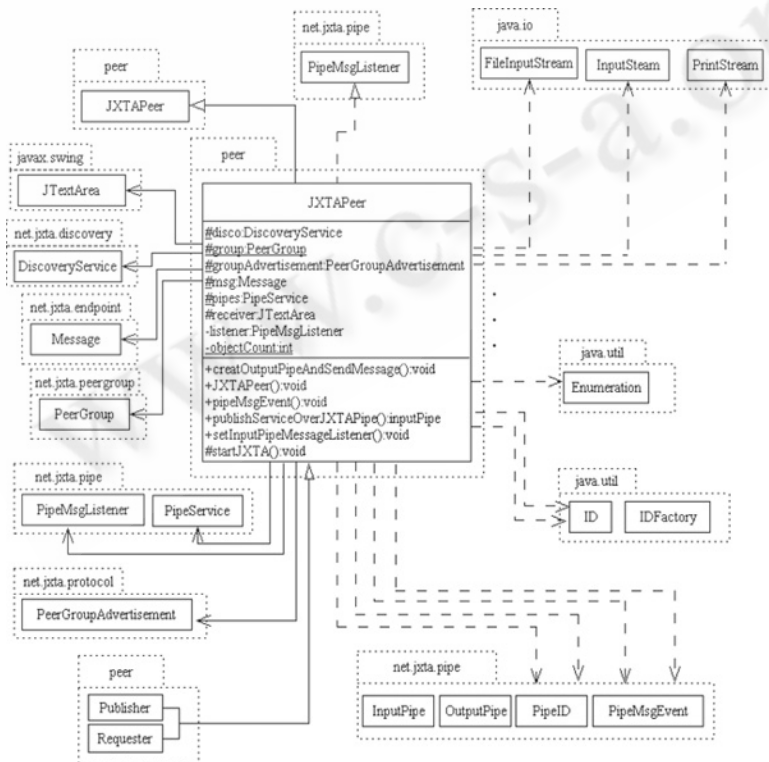 net.jxta.pipe
PipeMsgListener
java.io
FileInputStream
InputSteam
PrintStream
peer
JXTAPeer
peer
JXTAPeer
#disco:DiscoveryService
#group:PeerGroup
#groupAdvertisement:PeerGroupAdvertisement
#msg:Message
#pipes:PipeService
#receiver:JTextArea
-listener:PipeMsgListener
-objectCount:int
+creatOutputPipeAndSendMessage():void
+JXTAPeer():void
+pipeMsgEvent():void
+publishServiceOverJXTAPipe():inputPipe
+setInputPipeMessageListener():void
#startJXTA():void
javax.swing
JTextArea
net.jxta.discovery
DiscoveryService
net.jxta.endpoint
Message
net.jxta.peergroup
PeerGroup
net.jxta.pipe
PipeMsgListener
PipeService
net.jxta.protocol
PeerGroupAdvertisement
peer
Publisher
Requester
java.util
Enumeration
java.util
ID
IDFactory
net.jxta.pipe
InputPipe
OutputPipe
PipeID
PipeMsgEvent
www.c-s-a.o